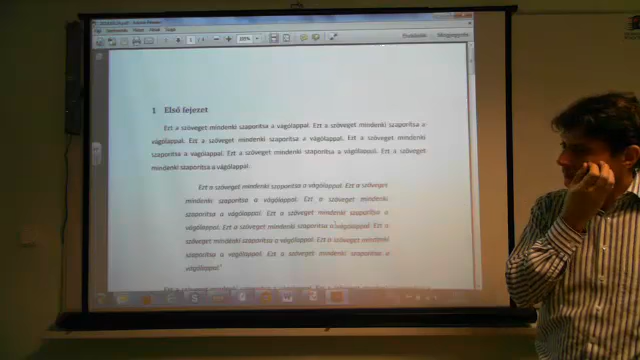 1 Első fejezet
Ezt a szöveget mindenki szaporítsa a vágólappal. Ezt a szöveget mindenki szaporítsa a
vágólappal. Ezt a szöveget mindenki szaporítsa a vágólappal. Ezt a szöveget mindenki
szaporítsa a vágólappal. Ezt a szöveget mindenki szaporítsa a vágólappal. Ezt a szöveget
mindenki szaporítsa a vágólappal.
Ezt a szöveget mindenki szaporítsa a vágólappal. Ezt a szöveget
mindenki szaporítsa a vágólappal. Ezt a szöveget mindenki
szaporítsa a vágólappal. Ezt a szöveget mindenki szaporítsa a
vágólappal. Ezt a szöveget mindenki szaporítsa a vágólappal. Ezt a
szöveget mindenki szaporítsa a vágólappal. Ezt a szöveget mindenki
szaporítsa a vágólappal. Ezt a szöveget mindenki szaporítsa a
vágólappal.